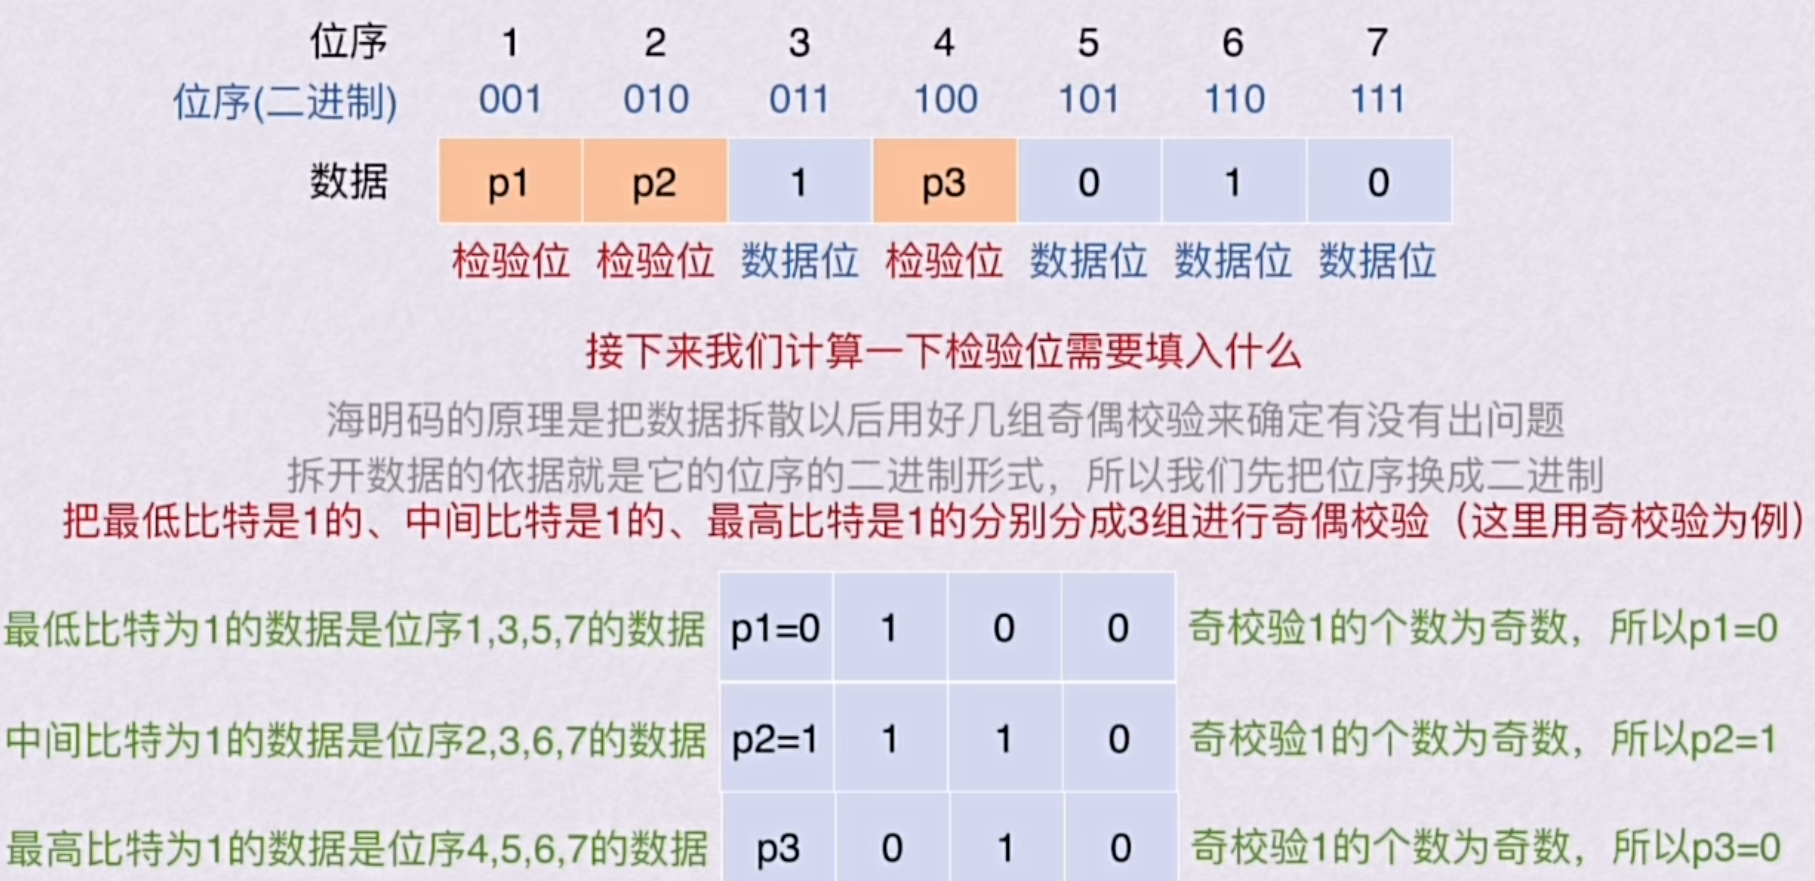 位序 1 2 3 4 5 6 7
位序(二进制) 001 010 011 100 101 110 111
数据 p1 p2 1 p3 0 1 0
检验位 检验位 数据位 检验位 数据位 数据位 数据位
接下来我们计算一下检验位需要填入什么
海明码的原理是把数据拆散以后用好几组奇偶校验来确定有没有出问题
拆开数据的依据就是它的位序的二进制形式，所以我们先把位序换成二进制
把最低比特是1的、中间比特是1的、最高比特是1的分别分成3组进行奇偶校验（这里用奇校验为例）
最低比特为1的数据是位序1,3,5,7的数据 p1=0 1 0 0 奇校验1的个数为奇数，所以p1=0
中间比特为1的数据是位序2,3,6,7的数据 p2=1 1 1 0 奇校验1的个数为奇数，所以p2=1
最高比特为1的数据是位序4,5,6,7的数据 p3 0 1 0 奇校验1的个数为奇数，所以p3=0